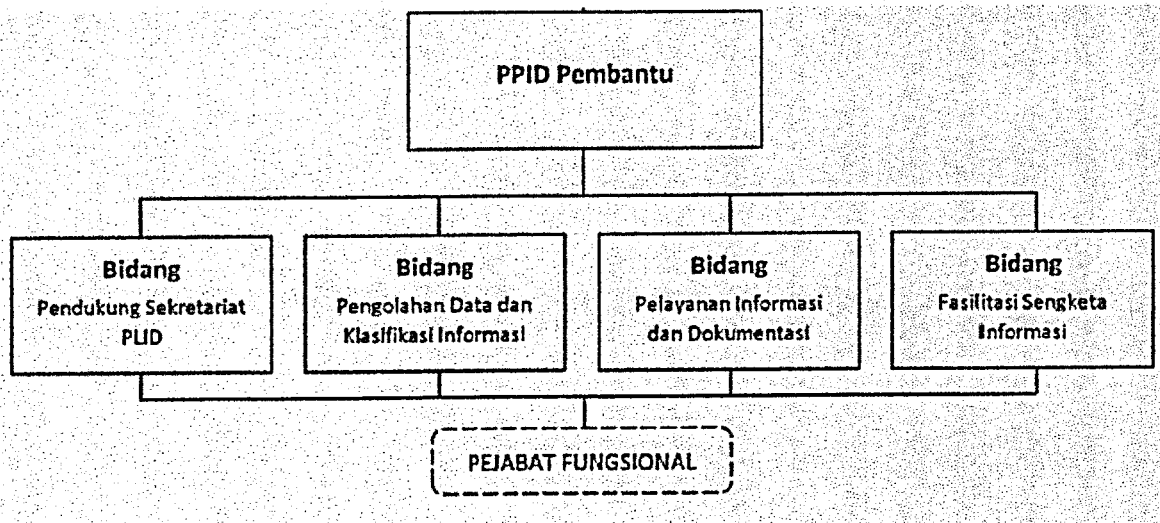 PPID Pembantu
Bidang
Pendukung Sekretariat
PLID
Bidang
Pengolahan Data dan
Klasifikasi Informasi
Bidang
Pelayanan Informasi
dan Dokumentasi
Bidang
Fasilitasi Sengketa
Informasi
PEJABAT FUNGSIONAL